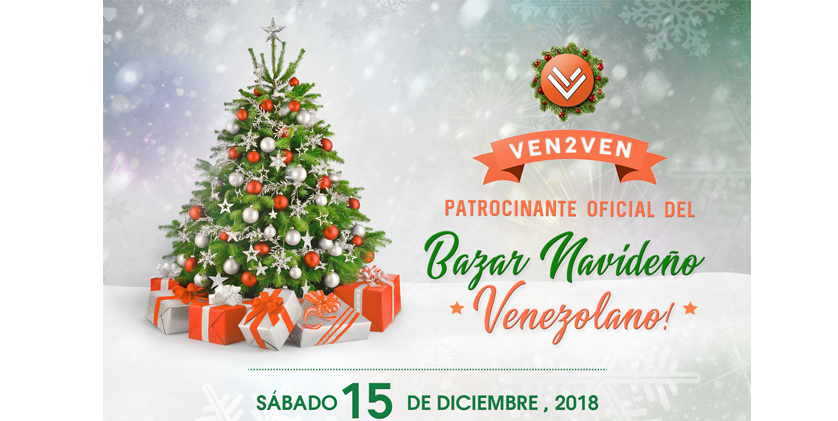 VEN2VEN
PATROCINANTE OFICIAL DEL
Bazar Navideño
Venezolano!
SÁBADO 15 DE DICIEMBRE , 2018